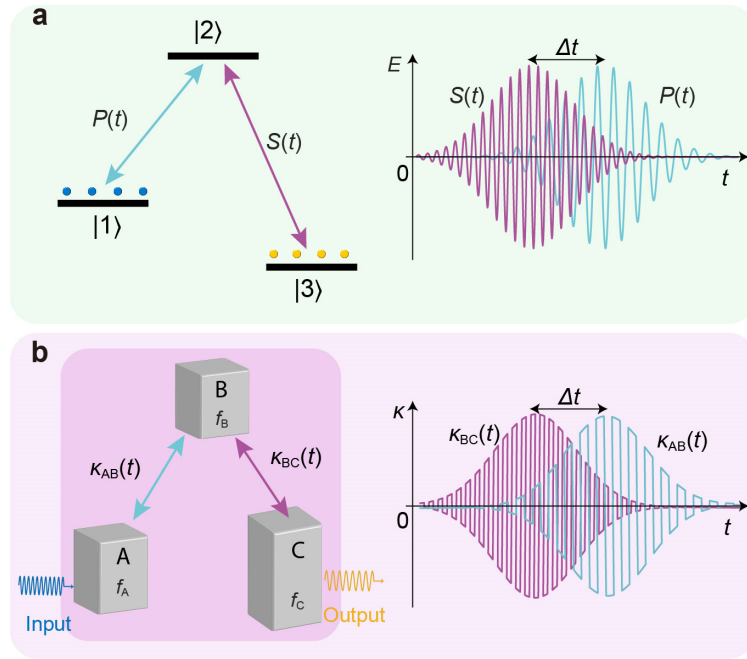 a
|2⟩
P(t)
S(t)
|1⟩
|3⟩
E
Δt
S(t)
P(t)
0
t
b
B
f_B
κ_AB(t)
κ_BC(t)
A
f_A
C
f_C
Input
Output
κ
Δt
κ_BC(t)
κ_AB(t)
0
t